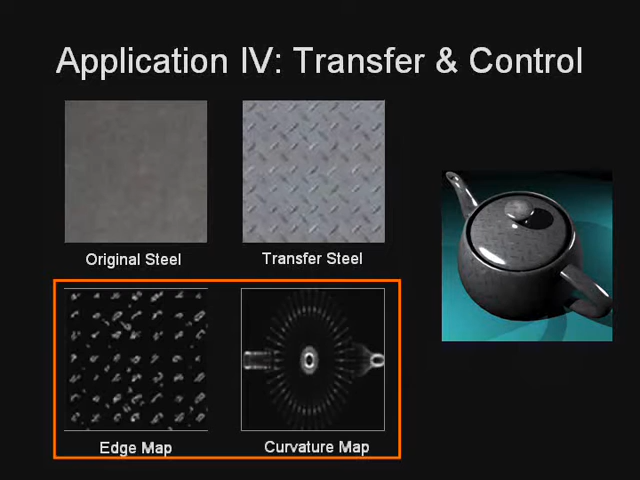 Application IV: Transfer & Control
Original Steel
Transfer Steel
Edge Map
Curvature Map